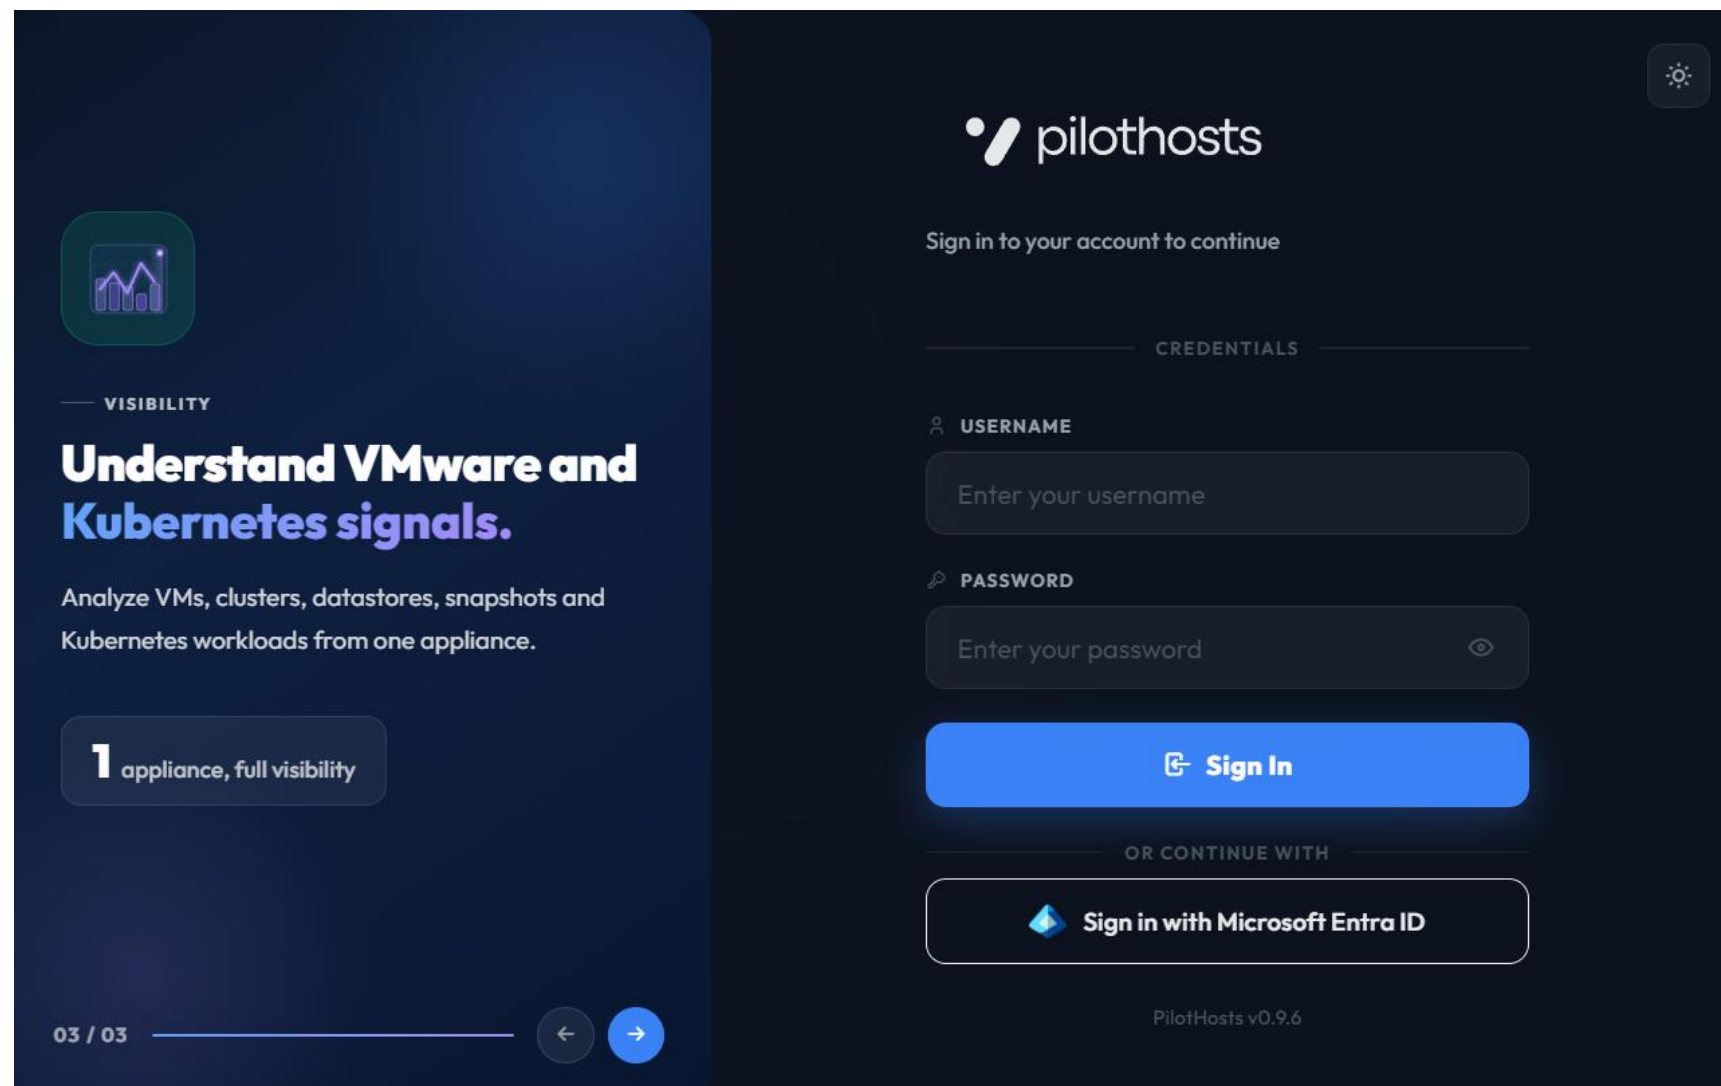 VISIBILITY
Understand VMware and
Kubernetes signals.
Analyze VMs, clusters, datastores, snapshots and
Kubernetes workloads from one appliance.
1 appliance, full visibility
03 / 03
pilothosts
Sign in to your account to continue
CREDENTIALS
USERNAME
Enter your username
PASSWORD
Enter your password
Sign In
OR CONTINUE WITH
Sign in with Microsoft Entra ID
PilotHosts v0.9.6